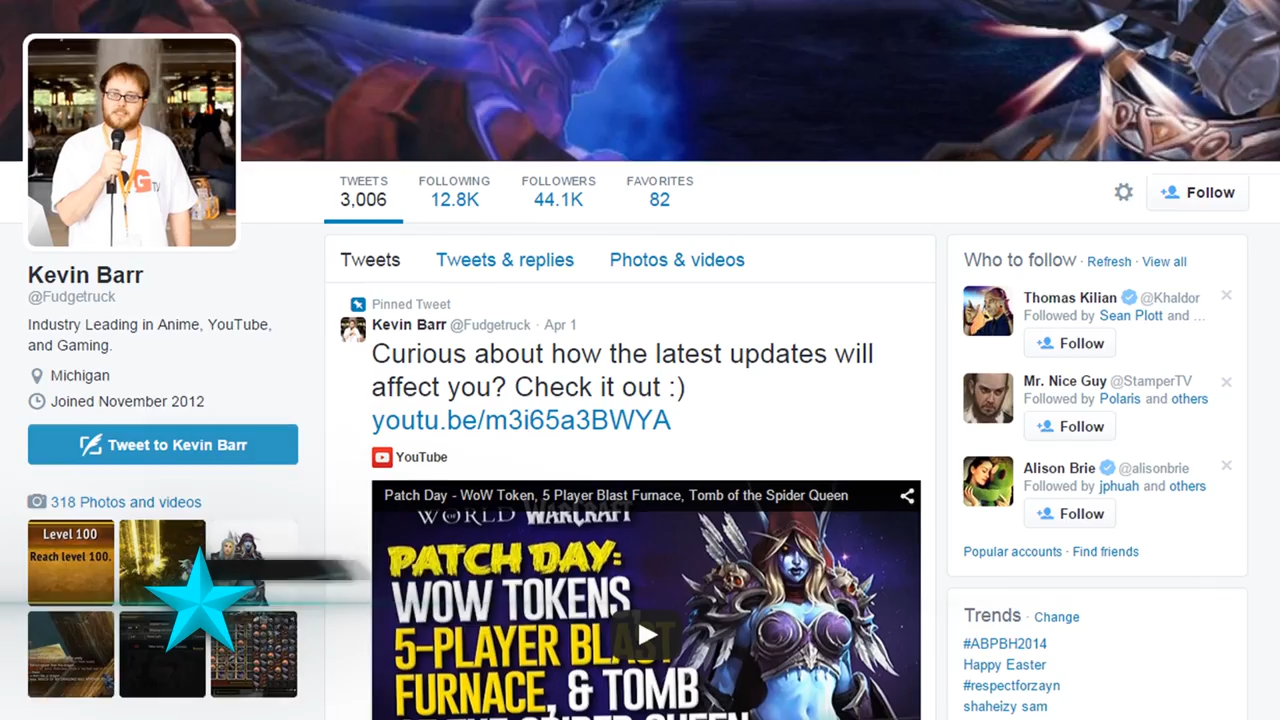 TWEETS
3,006
FOLLOWING
12.8K
FOLLOWERS
44.1K
FAVORITES
82
Follow
Kevin Barr
@Fudgetruck
Industry Leading in Anime, YouTube,
and Gaming.
Michigan
Joined November 2012
Tweet to Kevin Barr
318 Photos and videos
Level 100
Reach level 100.
Tweets
Tweets & replies
Photos & videos
Pinned Tweet
Kevin Barr @Fudgetruck · Apr 1
Curious about how the latest updates will
affect you? Check it out :)
youtu.be/m3i65a3BWYA
YouTube
Patch Day - WoW Token, 5 Player Blast Furnace, Tomb of the Spider Queen
WORLD WARCRAFT
PATCH DAY:
WOW TOKENS
5-PLAYER BLAST
FURNACE, & TOMB
OF THE SPIDER QUEEN
Who to follow · Refresh · View all
Thomas Kilian @Khaldor
Followed by Sean Plott and ...
Follow
Mr. Nice Guy @StamperTV
Followed by Polaris and others
Follow
Alison Brie @alisonbrie
Followed by jphuah and others
Follow
Popular accounts · Find friends
Trends · Change
#ABPBH2014
Happy Easter
#respectforzayn
shaheizy sam